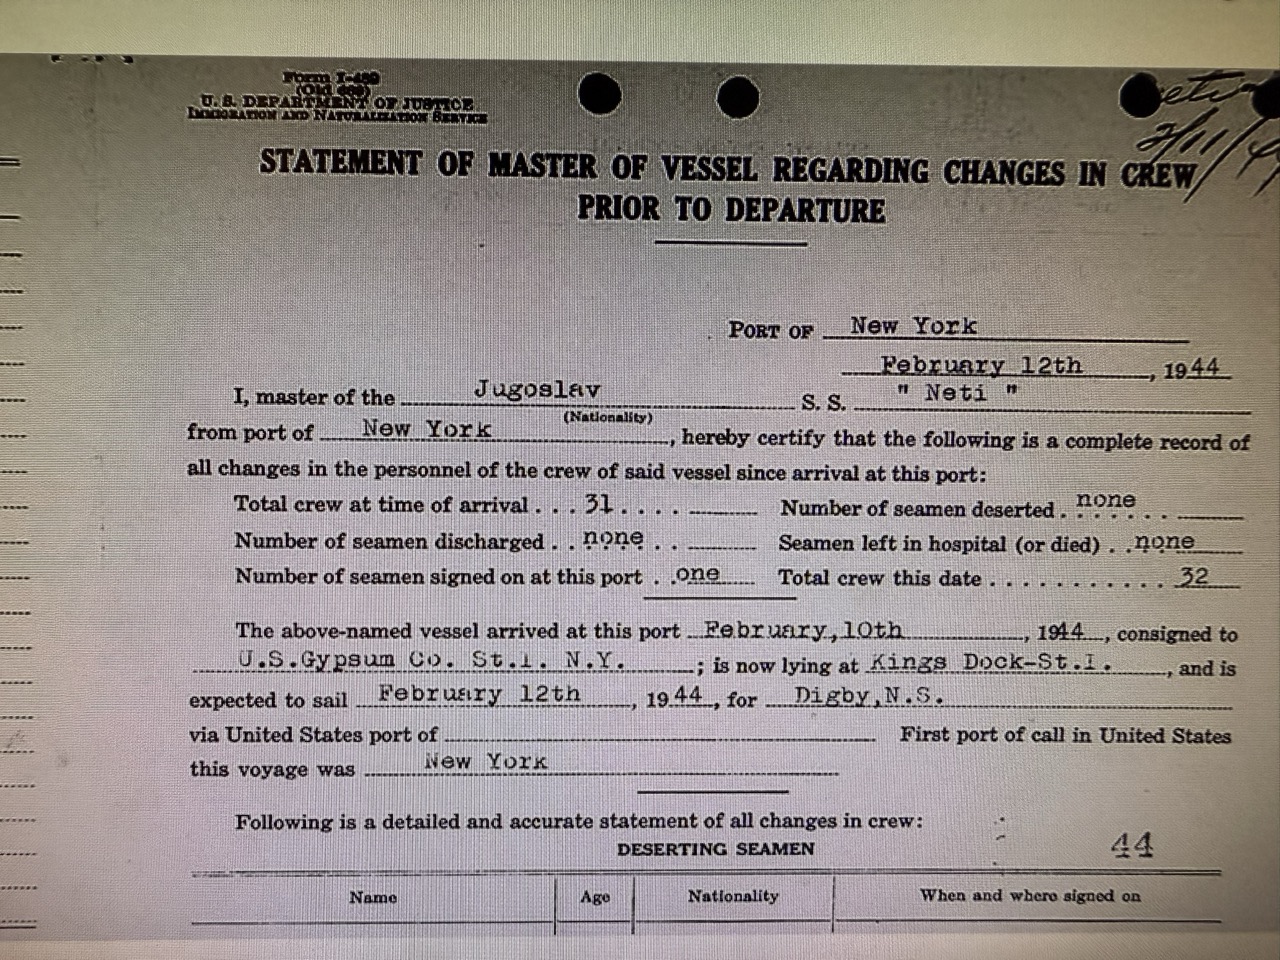 Form I-489
U. S. DEPARTMENT OF JUSTICE
IMMIGRATION AND NATURALIZATION SERVICE
2/11/
STATEMENT OF MASTER OF VESSEL REGARDING CHANGES IN CREW
PRIOR TO DEPARTURE
PORT OF New York
February 12th, 1944
I, master of the Jugoslav S. S. " Neti "
(Nationality)
from port of New York, hereby certify that the following is a complete record of
all changes in the personnel of the crew of said vessel since arrival at this port:
Total crew at time of arrival . . . 31 . . . . Number of seamen deserted . none
Number of seamen discharged . . none . . Seamen left in hospital (or died) . . none
Number of seamen signed on at this port . . one Total crew this date . . . . . . . . . . . 32
The above-named vessel arrived at this port February, 10th, 1944, consigned to
U.S.Gypsum Co. St.I. N.Y. ; is now lying at Kings Dock-St.I., and is
expected to sail February 12th, 1944, for Digby,N.S.
via United States port of First port of call in United States
this voyage was New York
Following is a detailed and accurate statement of all changes in crew:
DESERTING SEAMEN 44
Name Age Nationality When and where signed on